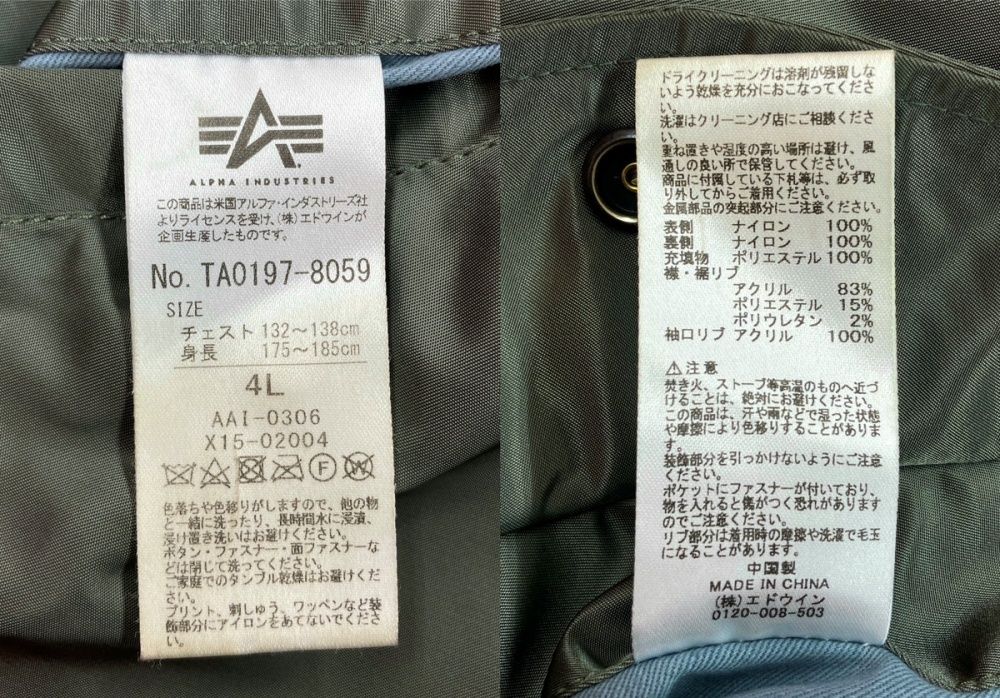 ALPHA INDUSTRIES
この商品は米国アルファ・インダストリーズ社
よりライセンスを受け、(株)エドウインが
企画生産したものです。
No. TA0197-8059
SIZE
チェスト 132〜138cm
身長 175〜185cm
4L
AAI-0306
X15-02004
F
W
色落ちや色移りがしますので、他の物
と一緒に洗ったり、長時間水に浸漬、
浸け置き洗いはお避けください。
ボタン・ファスナー・面ファスナーな
どは閉じて洗ってください。
ご家庭でのタンブル乾燥はお避けくだ
さい。
プリント、刺しゅう、ワッペンなど装
飾部分にアイロンをあてないでくださ
い。
ドライクリーニングは溶剤が残留しな
いよう乾燥を充分におこなってくださ
い。
洗濯はクリーニング店にご相談くださ
い。
重ね置きや湿度の高い場所は避け、風
通しの良い所で保管してください。
商品に付属している下札等は、必ず取
り外してからご着用ください。
金属部品の突起部分にご注意ください。
表側 ナイロン 100%
裏側 ナイロン 100%
充填物 ポリエステル 100%
襟・裾リブ
アクリル 83%
ポリエステル 15%
ポリウレタン 2%
袖口リブ アクリル 100%
⚠注意
焚き火、ストーブ等高温のものへ近づ
けることは、絶対にお避けください。
この商品は、汗や雨などで湿った状態
や摩擦により色移りすることがありま
す。
装飾部分を引っかけないようにご注意
ください。
ポケットにファスナーが付いており、
物を入れると傷がつく恐れがあります
のでご注意ください。
リブ部分は着用時の摩擦や洗濯で毛玉
になることがあります。
中国製
MADE IN CHINA
(株)エドウイン
0120-008-503